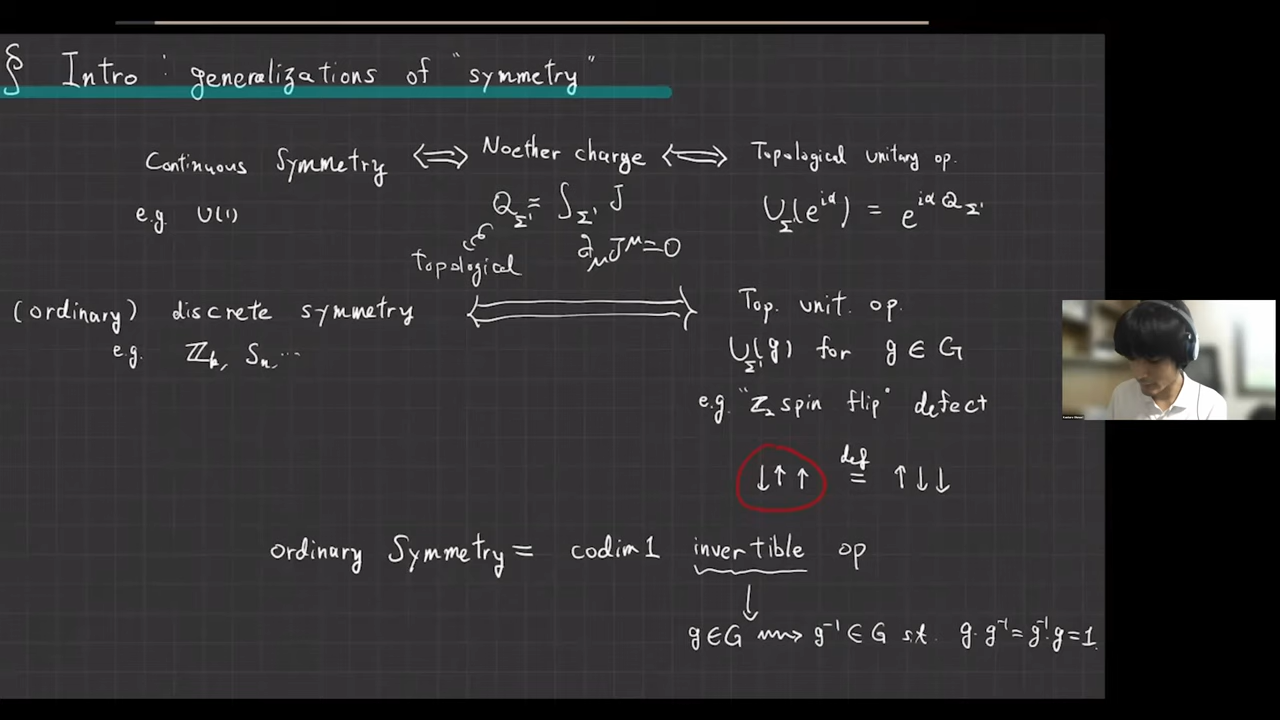 § Intro : generalizations of "symmetry"
Continuous Symmetry ⟺ Noether charge ⟺ Topological unitary op.
e.g. U(1)
Q_Σ = ∫_Σ J
U_Σ(e^{iα}) = e^{iα Q_Σ}
topological
∂_μ J^μ = 0
(ordinary) discrete symmetry ⟺ Top. unit. op.
e.g. ℤ_k, S_n, ...
U_Σ(g) for g ∈ G
e.g. "ℤ₂ spin flip" defect
↓↑↑ def= ↑↓↓
ordinary Symmetry = codim 1 invertible op
↓
g ∈ G ⟿ g⁻¹ ∈ G s.t. g·g⁻¹ = g⁻¹·g = 1.